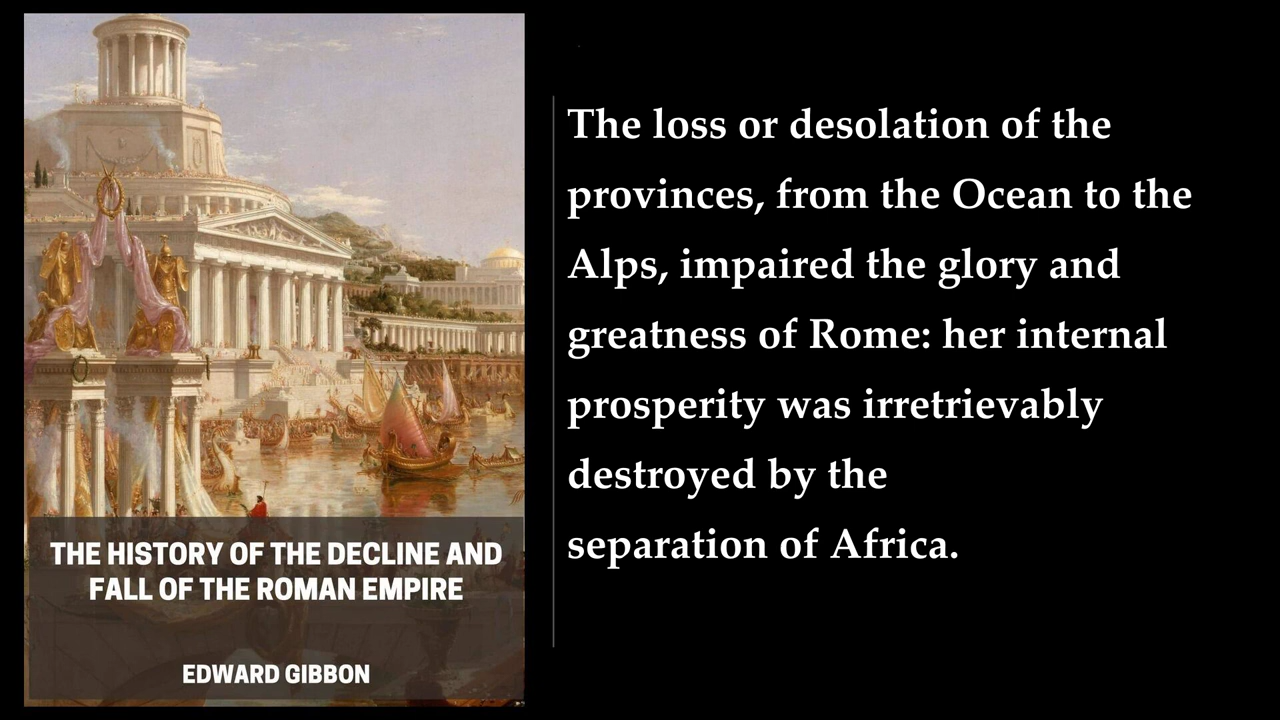 THE HISTORY OF THE DECLINE AND
FALL OF THE ROMAN EMPIRE
EDWARD GIBBON
The loss or desolation of the
provinces, from the Ocean to the
Alps, impaired the glory and
greatness of Rome: her internal
prosperity was irretrievably
destroyed by the
separation of Africa.